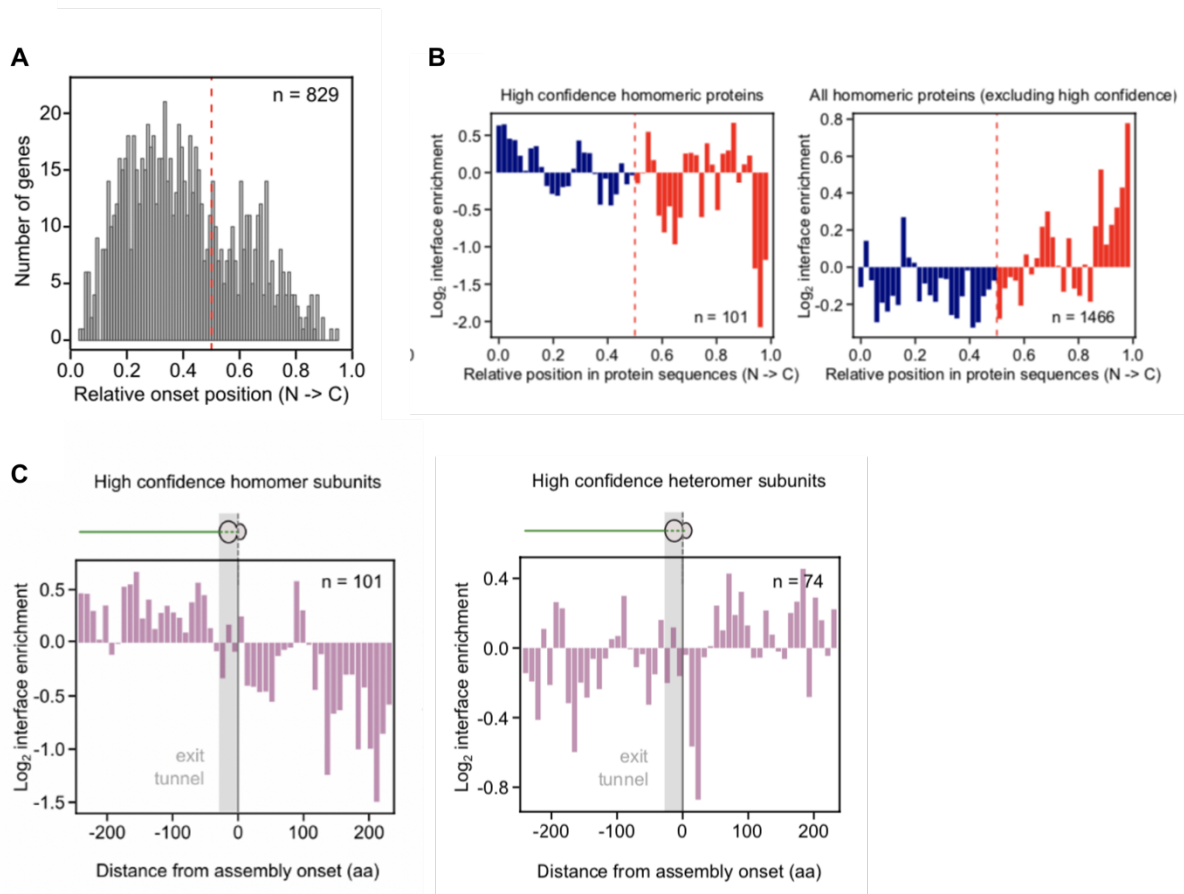 A
n = 829
Number of genes
20
15
10
5
0
0.0 0.2 0.4 0.6 0.8 1.0
Relative onset position (N -> C)
B
High confidence homomeric proteins
Log2 interface enrichment
0.5
0.0
-0.5
-1.0
-1.5
-2.0
n = 101
0.0 0.2 0.4 0.6 0.8 1.0
Relative position in protein sequences (N -> C)
All homomeric proteins (excluding high confidence)
Log2 interface enrichment
0.8
0.6
0.4
0.2
0.0
-0.2
n = 1466
0.0 0.2 0.4 0.6 0.8 1.0
Relative position in protein sequences (N -> C)
C
High confidence homomer subunits
n = 101
Log2 interface enrichment
0.5
0.0
-0.5
-1.0
-1.5
exit
tunnel
-200 -100 0 100 200
Distance from assembly onset (aa)
High confidence heteromer subunits
n = 74
Log2 interface enrichment
0.4
0.0
-0.4
-0.8
exit
tunnel
-200 -100 0 100 200
Distance from assembly onset (aa)